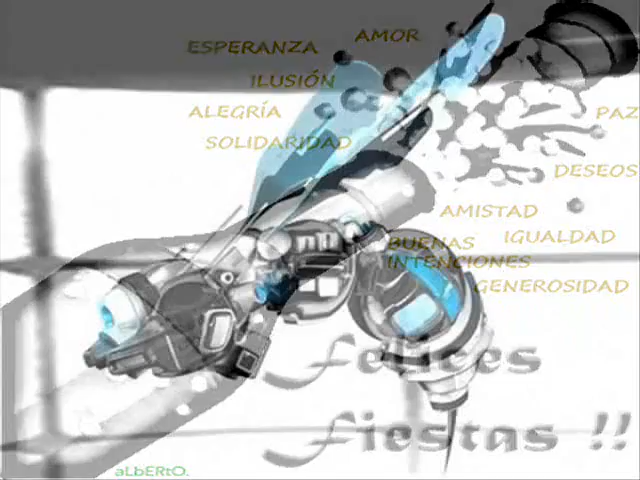 AMOR
ESPERANZA
ILUSIÓN
ALEGRÍA
PAZ
SOLIDARIDAD
DESEOS
AMISTAD
IGUALDAD
BUENAS
INTENCIONES
GENEROSIDAD
Felices
Fiestas !!
aLbERtO.